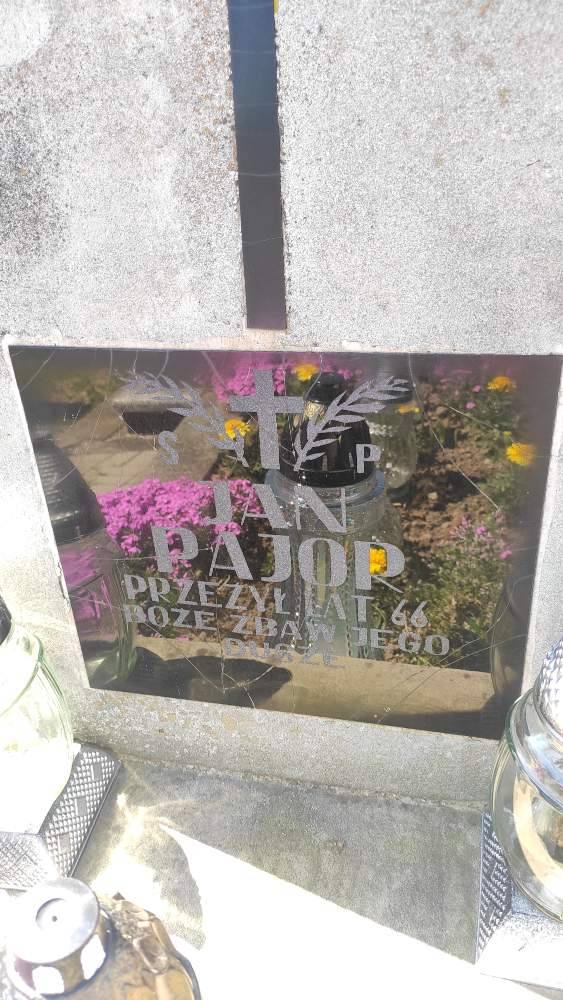 S P
JAN
PAJOR
PRZEŻYŁ LAT 66
BOŻE ZBAW JEGO
DUSZĘ